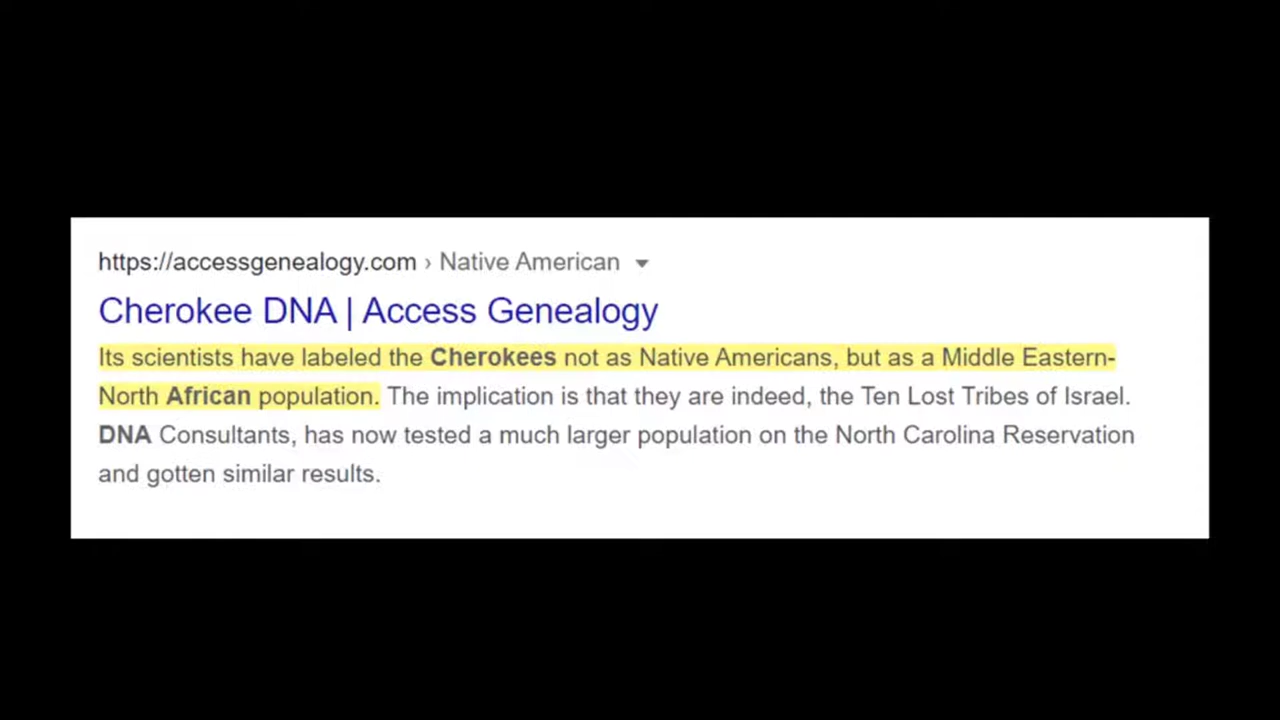 https://accessgenealogy.com › Native American
Cherokee DNA | Access Genealogy
Its scientists have labeled the Cherokees not as Native Americans, but as a Middle Eastern-
North African population. The implication is that they are indeed, the Ten Lost Tribes of Israel.
DNA Consultants, has now tested a much larger population on the North Carolina Reservation
and gotten similar results.